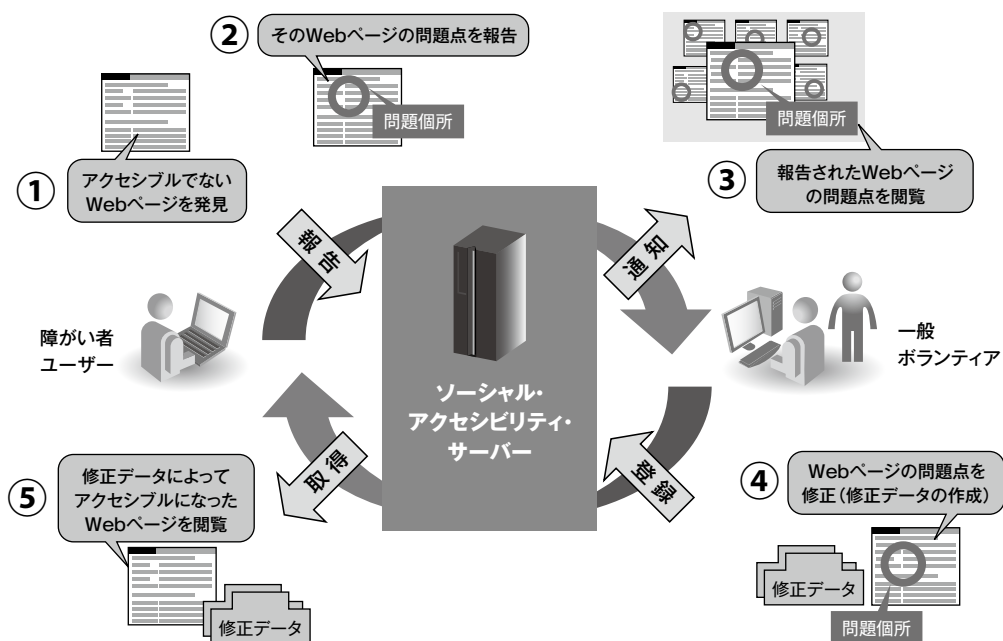 ②
そのWebページの問題点を報告
問題個所
①
アクセシブルでない
Webページを発見
③
問題個所
報告されたWebページ
の問題点を閲覧
報告
通知
障がい者
ユーザー
一般
ボランティア
ソーシャル・
アクセシビリティ・
サーバー
取得
登録
⑤
修正データによって
アクセシブルになった
Webページを閲覧
修正データ
④
Webページの問題点を
修正（修正データの作成）
修正データ
問題個所